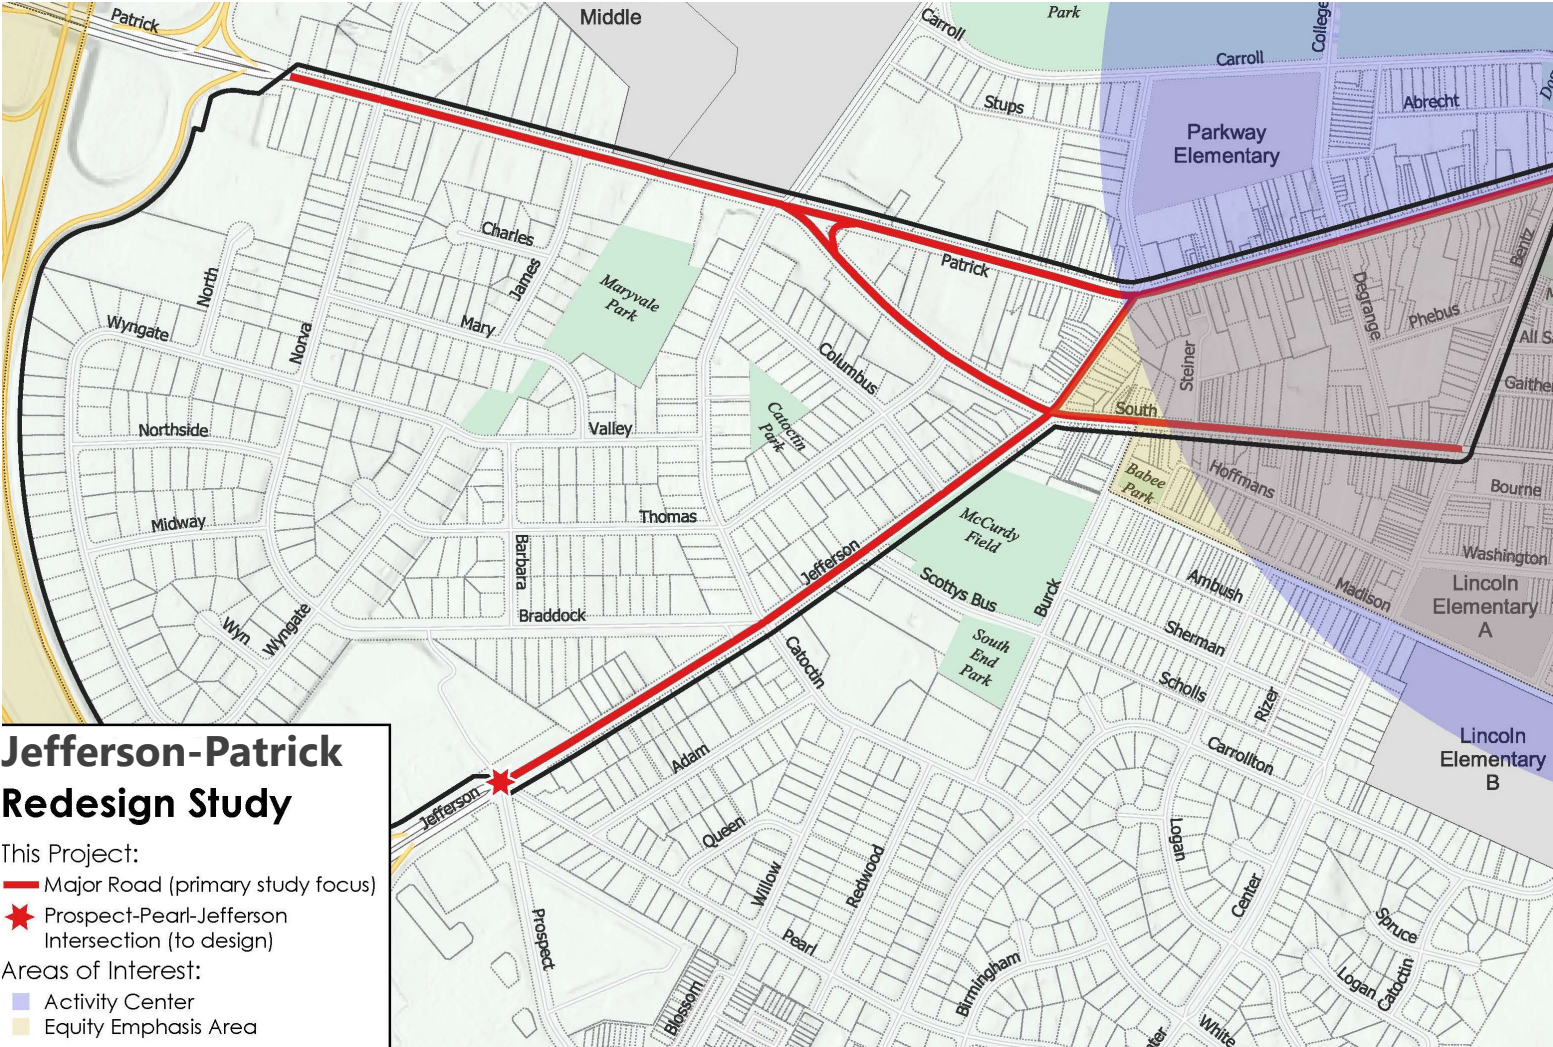 Patrick
Middle
Carroll
Park
College
Carroll
Stups
Abrecht
Parkway
Elementary
Charles
North
James
Maryvale
Park
Patrick
Bentz
Degrange
Phebus
All
Wyngate
Norva
Mary
Columbus
Steiner
Gaither
South
Northside
Valley
Catoctin
Park
Babee
Park
Hoffmans
Bourne
Midway
Thomas
McCurdy
Field
Barbara
Jefferson
Washington
Scottys Bus
Burck
Ambush
Madison
Lincoln
Elementary
A
Braddock
Wyn
Wyngate
South
End
Park
Sherman
Catoctin
Scholls
Rizer
Adam
Carrollton
Lincoln
Elementary
B
Jefferson
Queen
Logan
Willow
Redwood
Center
Prospect
Pearl
Spruce
Birmingham
Logan
Catoctin
Blossom
White
Jefferson-Patrick
Redesign Study
This Project:
Major Road (primary study focus)
Prospect-Pearl-Jefferson
Intersection (to design)
Areas of Interest:
Activity Center
Equity Emphasis Area